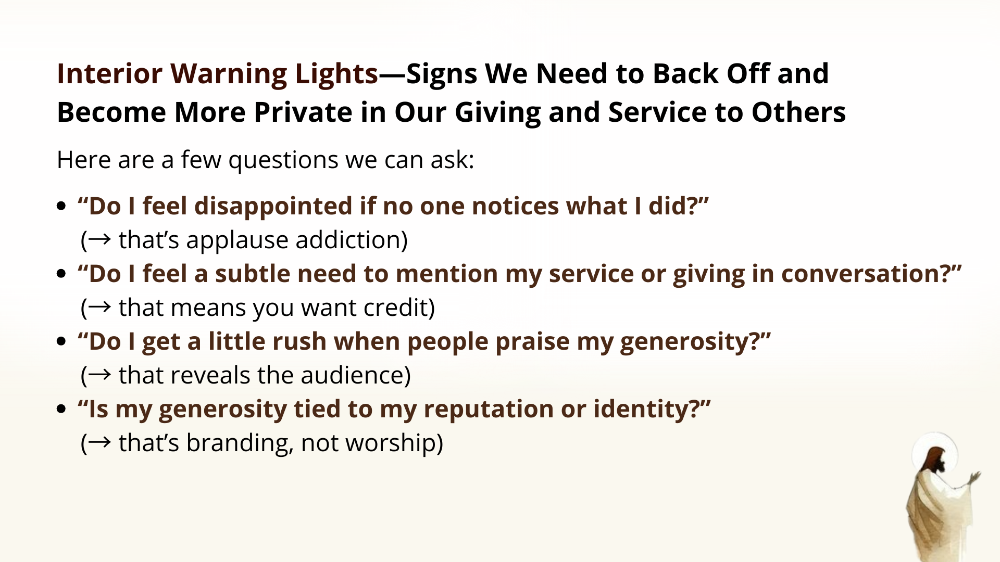 Interior Warning Lights—Signs We Need to Back Off and
Become More Private in Our Giving and Service to Others
Here are a few questions we can ask:
• “Do I feel disappointed if no one notices what I did?”
(→ that’s applause addiction)
• “Do I feel a subtle need to mention my service or giving in conversation?”
(→ that means you want credit)
• “Do I get a little rush when people praise my generosity?”
(→ that reveals the audience)
• “Is my generosity tied to my reputation or identity?”
(→ that’s branding, not worship)